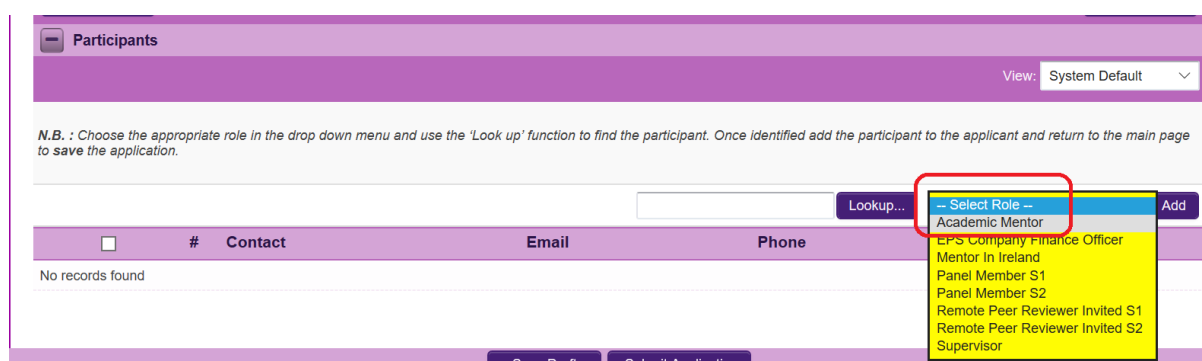 Participants
View: System Default
N.B. : Choose the appropriate role in the drop down menu and use the ‘Look up’ function to find the participant. Once identified add the participant to the applicant and return to the main page
to save the application.
Lookup... -- Select Role -- Add
Academic Mentor
# Contact Email Phone
EPS Company Finance Officer
No records found
Mentor In Ireland
Panel Member S1
Panel Member S2
Remote Peer Reviewer Invited S1
Remote Peer Reviewer Invited S2
Supervisor